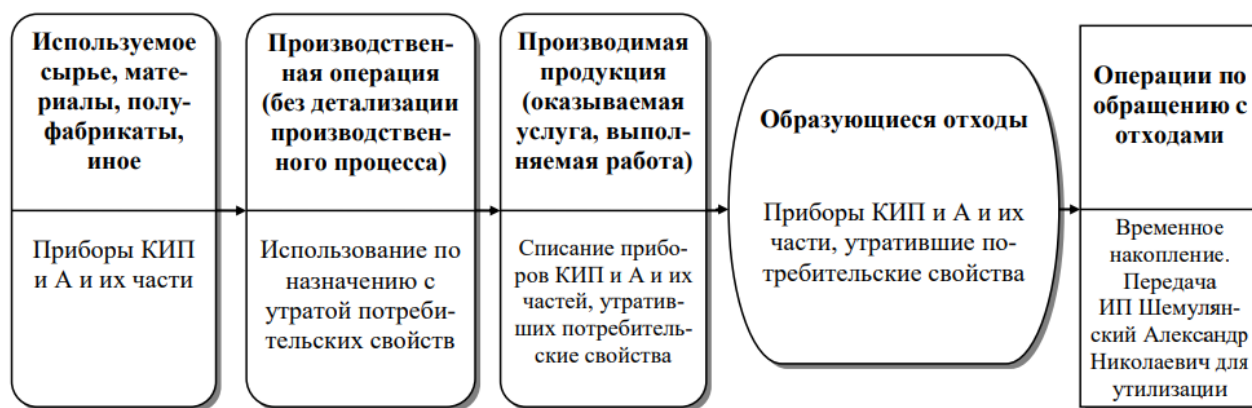 Используемое
сырье, мате-
риалы, полу-
фабрикаты,
иное
Приборы КИП
и А и их части
Производствен-
ная операция
(без детализации
производствен-
ного процесса)
Использование по
назначению с
утратой потреби-
тельских свойств
Производимая
продукция
(оказываемая
услуга, выпол-
няемая работа)
Списание прибо-
ров КИП и А и их
частей, утратив-
ших потребитель-
ские свойства
Образующиеся отходы
Приборы КИП и А и их
части, утратившие по-
требительские свойства
Операции по
обращению с
отходами
Временное
накопление.
Передача
ИП Шемулян-
ский Александр
Николаевич для
утилизации